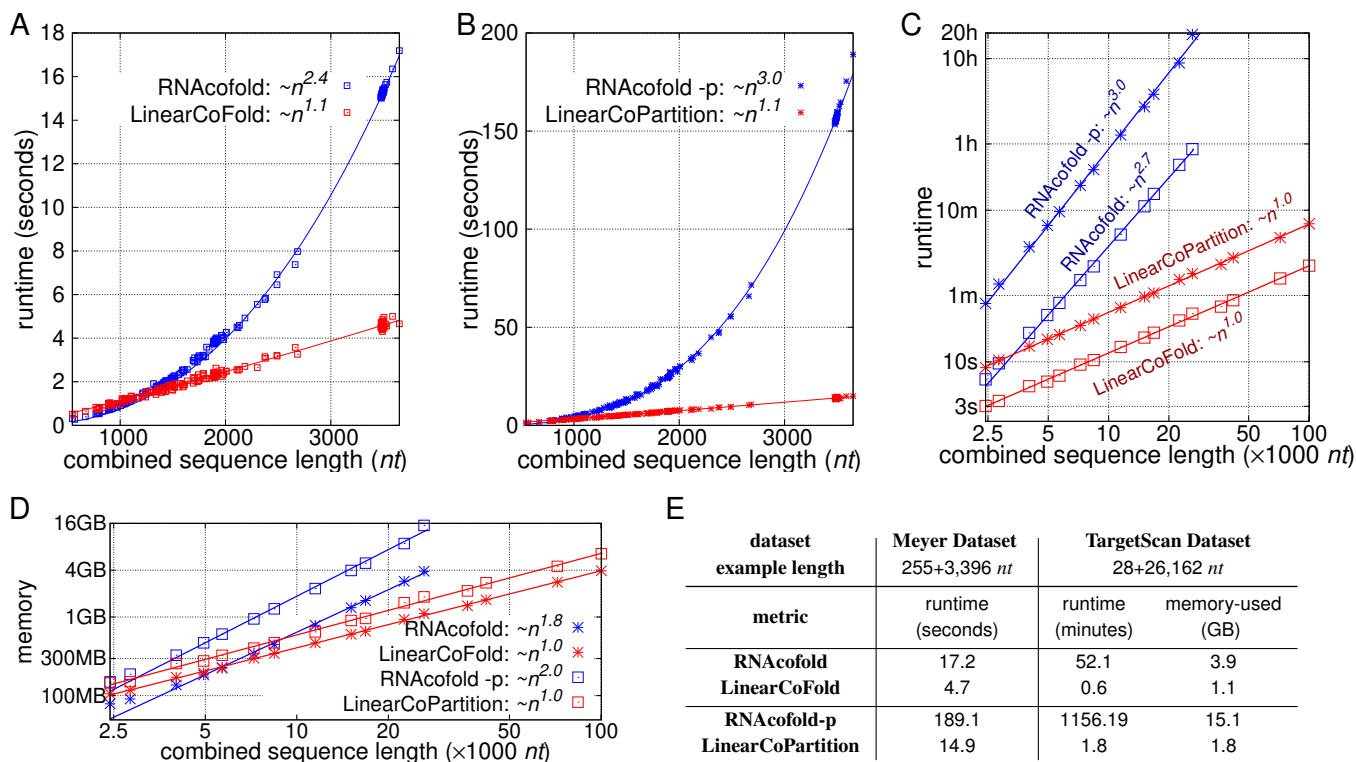 A
18
16
14
12
10
8
6
4
2
0
runtime (seconds)
RNAcofold: ~n^2.4
LinearCoFold: ~n^1.1
1000 2000 3000
combined sequence length (nt)
B
200
150
100
50
0
runtime (seconds)
RNAcofold -p: ~n^3.0
LinearCoPartition: ~n^1.1
1000 2000 3000
combined sequence length (nt)
C
20h
10h
1h
10m
1m
10s
3s
runtime
RNAcofold -p: ~n^3.0
RNAcofold: ~n^2.7
LinearCoPartition: ~n^1.0
LinearCoFold: ~n^1.0
2.5 5 10 20 50 100
combined sequence length (×1000 nt)
D
16GB
4GB
1GB
300MB
100MB
memory
RNAcofold: ~n^1.8
LinearCoFold: ~n^1.0
RNAcofold -p: ~n^2.0
LinearCoPartition: ~n^1.0
2.5 5 10 20 50 100
combined sequence length (×1000 nt)
E
dataset Meyer Dataset TargetScan Dataset
example length 255+3,396 nt 28+26,162 nt
metric runtime runtime memory-used
(seconds) (minutes) (GB)
RNAcofold 17.2 52.1 3.9
LinearCoFold 4.7 0.6 1.1
RNAcofold-p 189.1 1156.19 15.1
LinearCoPartition 14.9 1.8 1.8